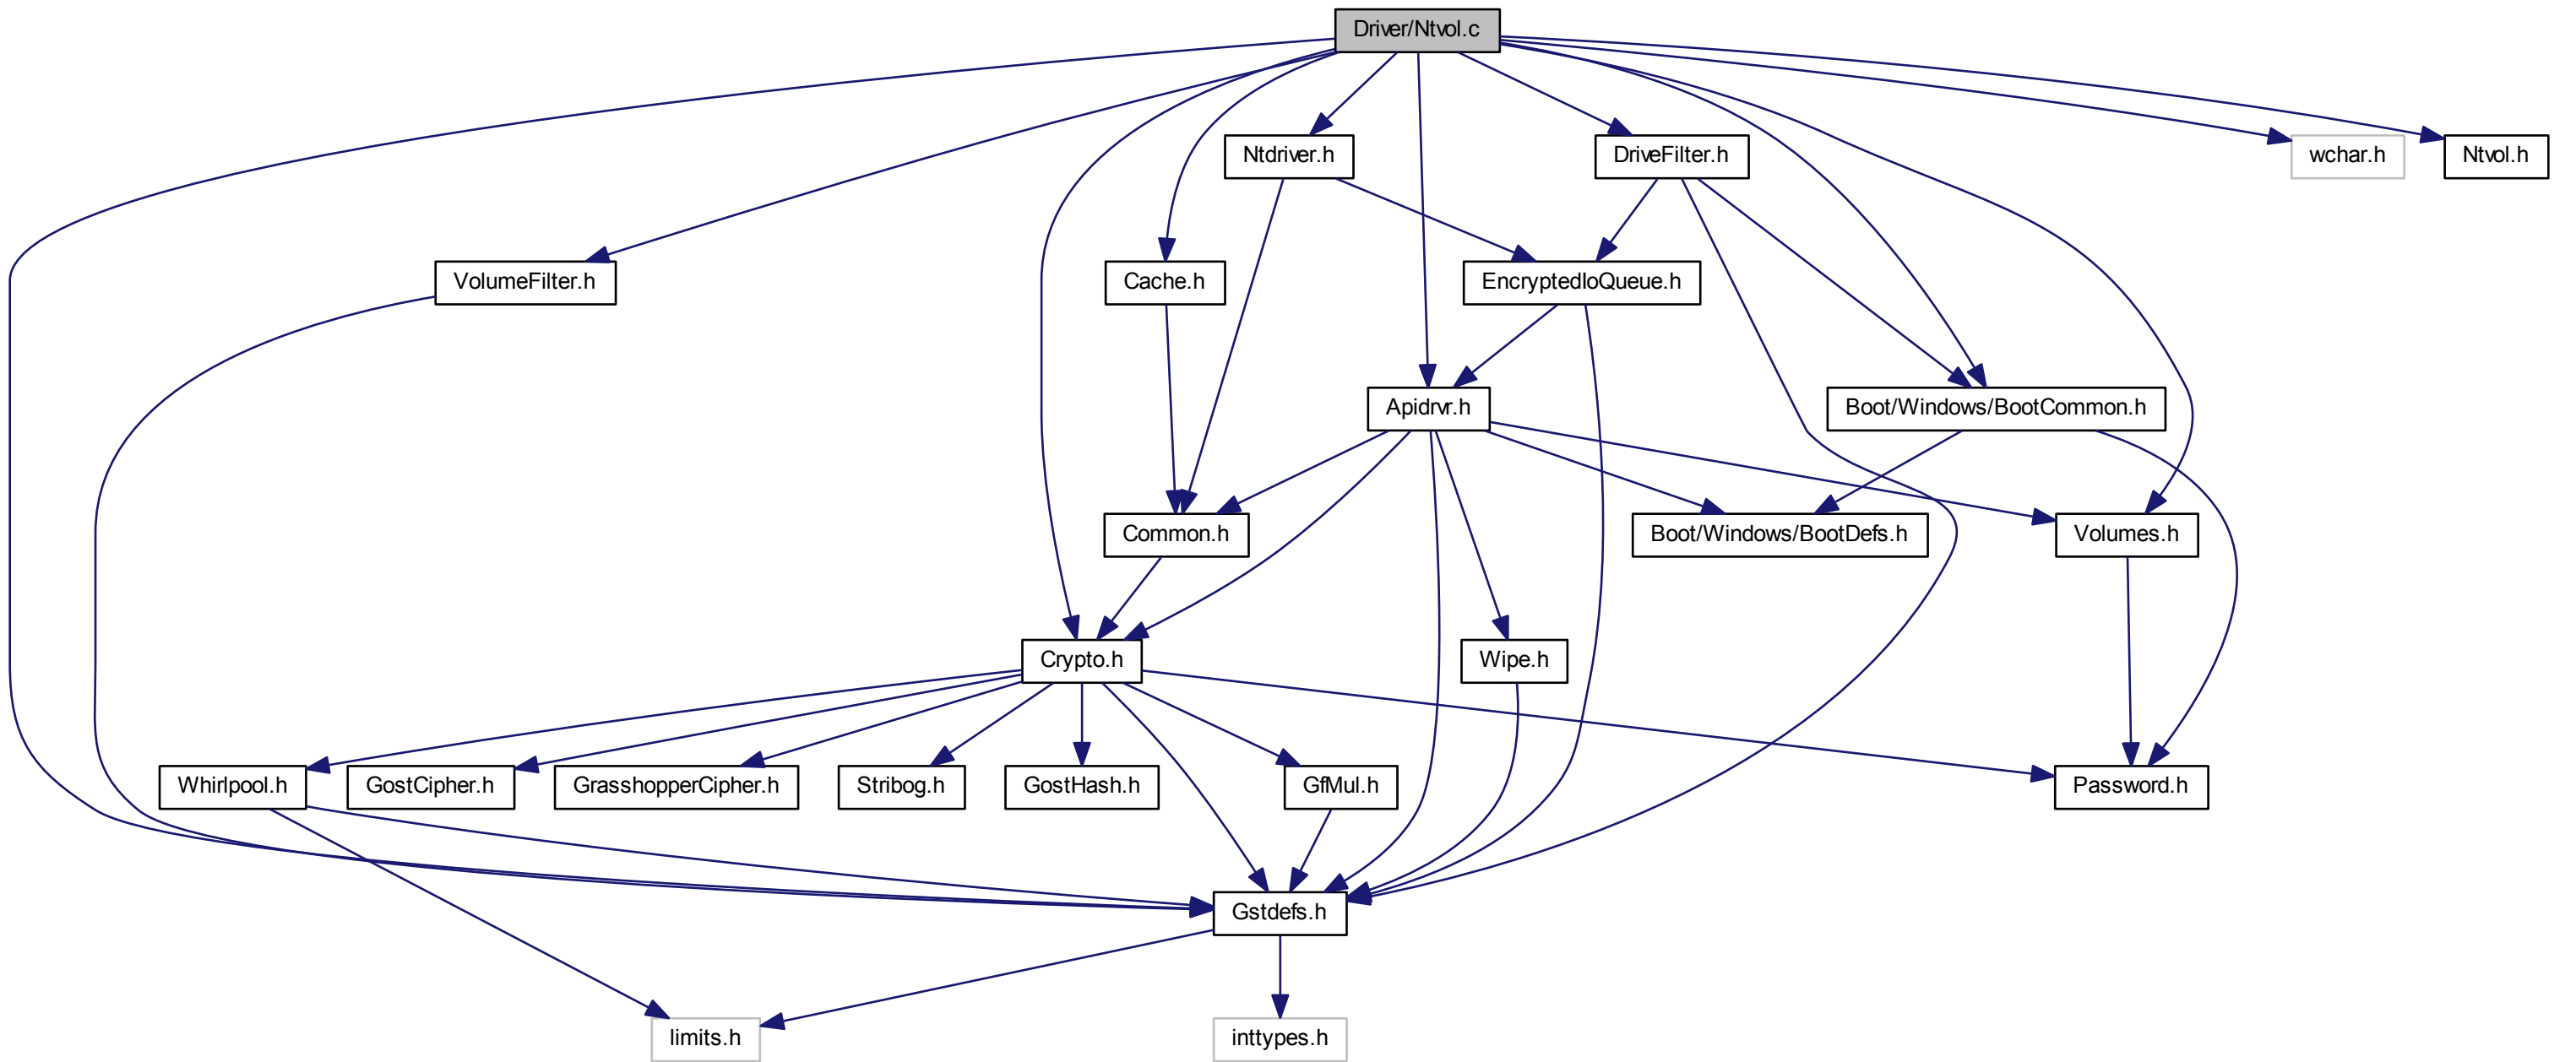 Driver/Ntvol.c
Ntdriver.h
DriveFilter.h
wchar.h
Ntvol.h
VolumeFilter.h
Cache.h
EncryptedIoQueue.h
Apidrvr.h
Boot/Windows/BootCommon.h
Common.h
Boot/Windows/BootDefs.h
Volumes.h
Crypto.h
Wipe.h
Whirlpool.h
GostCipher.h
GrasshopperCipher.h
Stribog.h
GostHash.h
GfMul.h
Password.h
Gstdefs.h
limits.h
inttypes.h